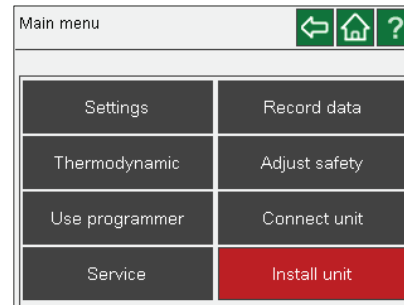 Main menu ?
Settings Record data
Thermodynamic Adjust safety
Use programmer Connect unit
Service Install unit